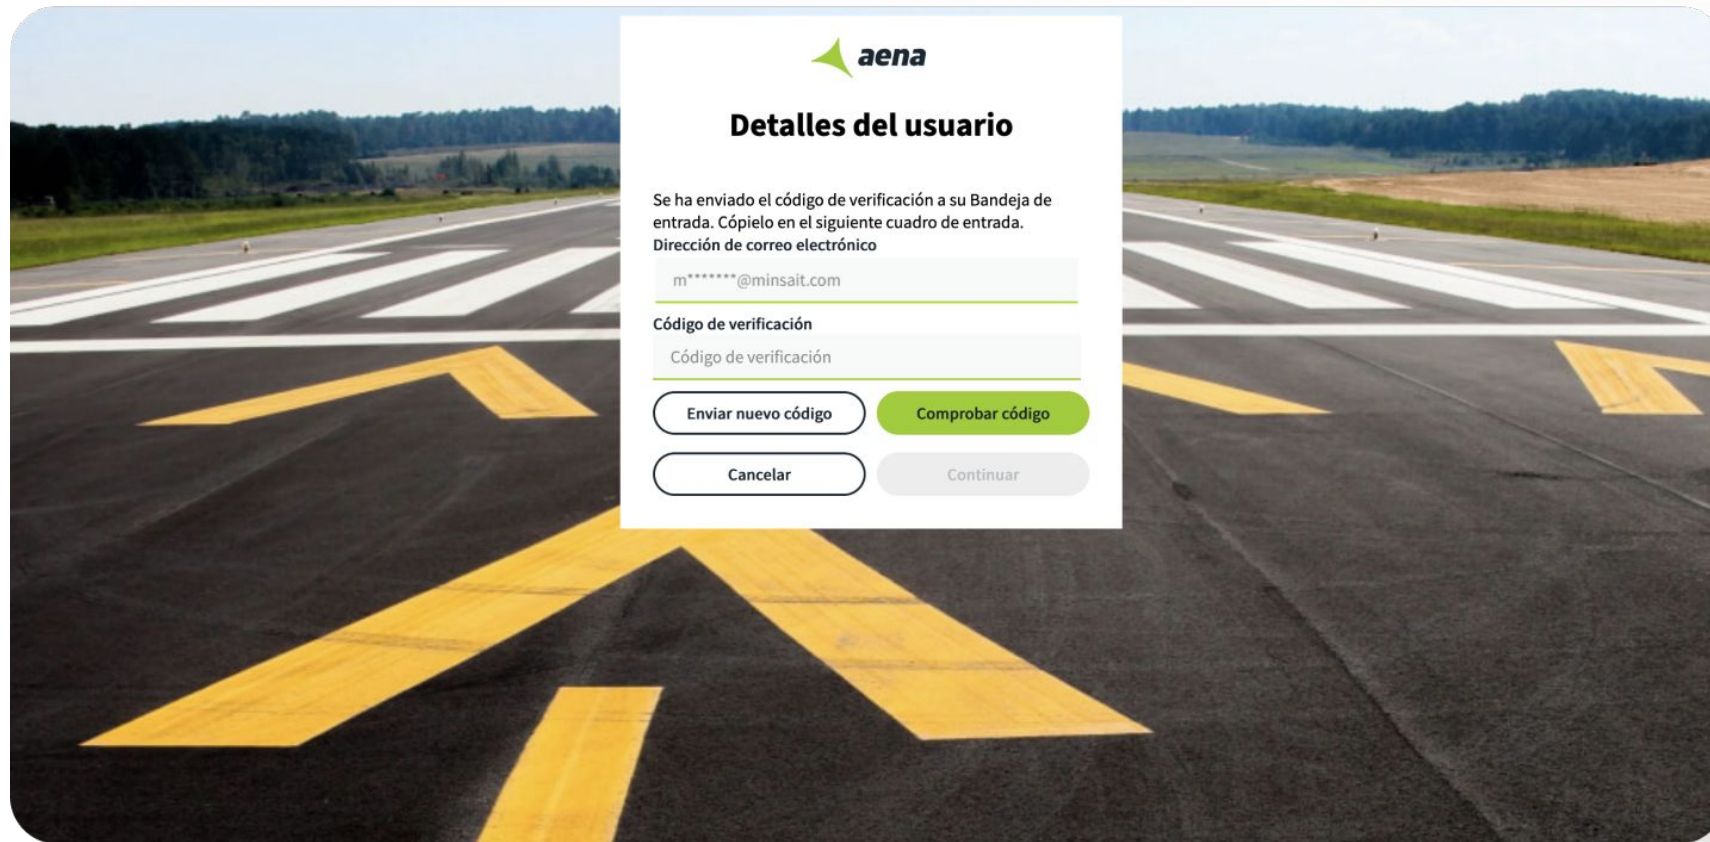 aena
Detalles del usuario
Se ha enviado el código de verificación a su Bandeja de
entrada. Cópielo en el siguiente cuadro de entrada.
Dirección de correo electrónico
m*******@minsait.com
Código de verificación
Código de verificación
Enviar nuevo código
Comprobar código
Cancelar
Continuar